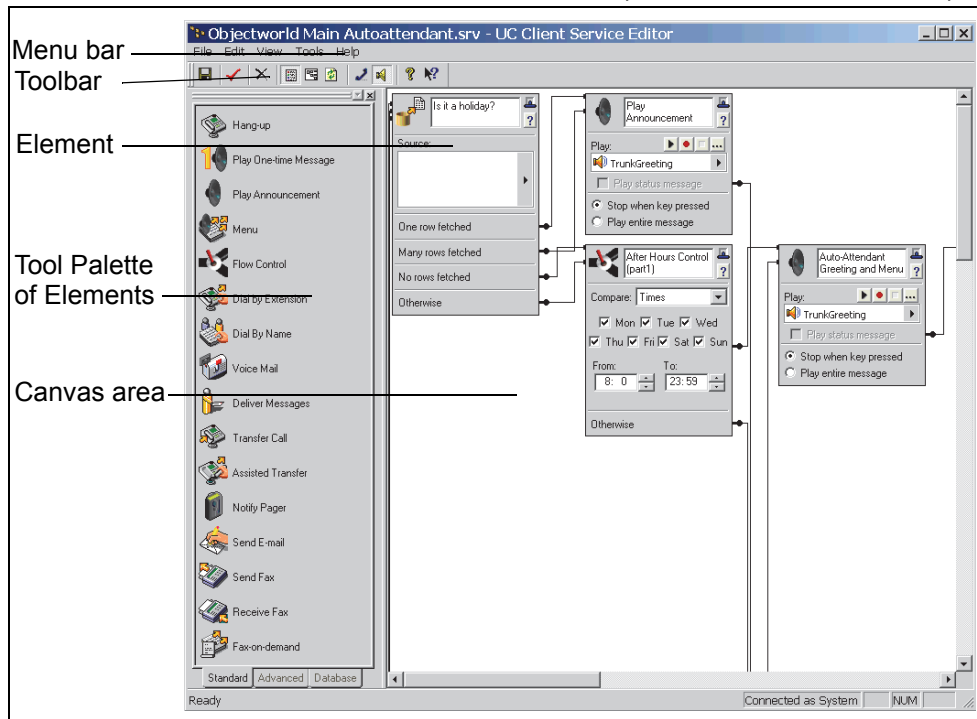 Objectworld Main Autoattendant.srv - UC Client Service Editor
Menu bar
File Edit View Tools Help
Toolbar
Element
Tool Palette
of Elements
Canvas area
Hang-up
Play One-time Message
Play Announcement
Menu
Flow Control
Dial by Extension
Dial By Name
Voice Mail
Deliver Messages
Transfer Call
Assisted Transfer
Notify Pager
Send E-mail
Send Fax
Receive Fax
Fax-on-demand
Standard Advanced Database
Is it a holiday?
?
Source:
One row fetched
Many rows fetched
No rows fetched
Otherwise
Play
Announcement
?
Play:
...
TrunkGreeting
Play status message
Stop when key pressed
Play entire message
After Hours Control
(part1)
?
Compare: Times
Mon Tue Wed
Thu Fri Sat Sun
From: To:
8: 0 23:59
Otherwise
Auto-Attendant
Greeting and Menu
?
Play:
...
TrunkGreeting
Play status message
Stop when key pressed
Play entire message
Ready
Connected as System NUM